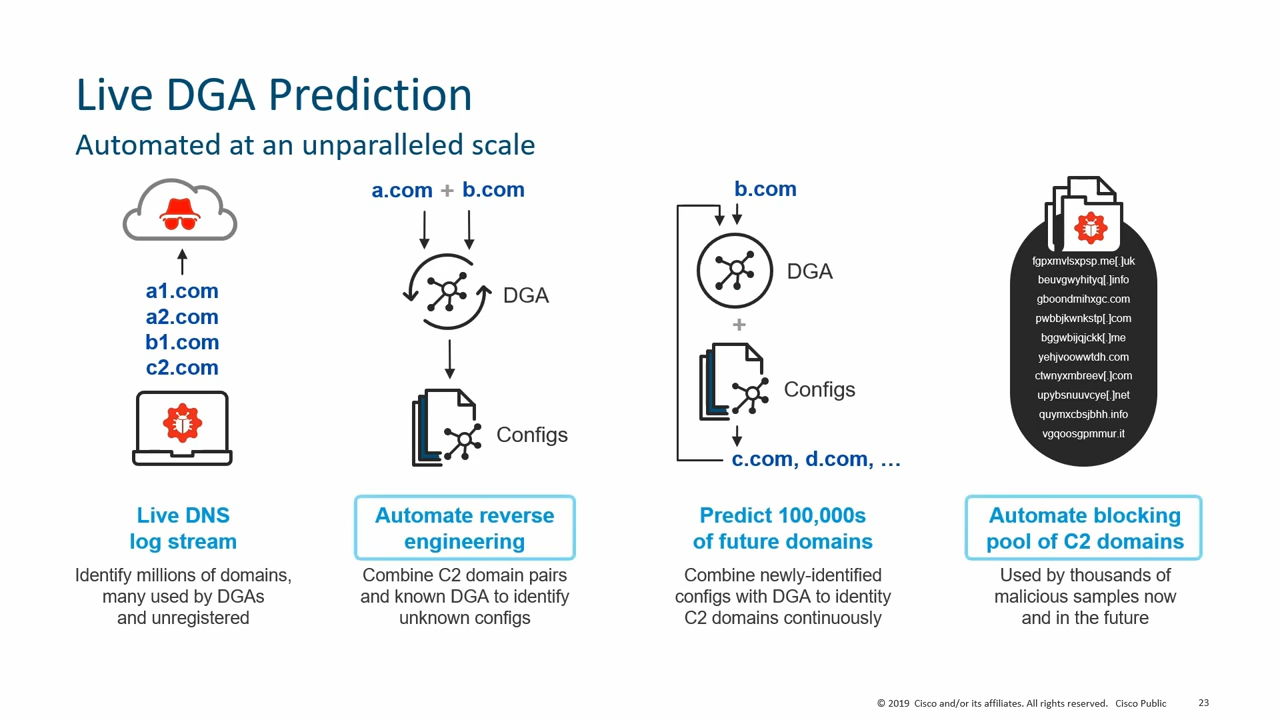 Live DGA Prediction
Automated at an unparalleled scale
a1.com
a2.com
b1.com
c2.com
Live DNS
log stream
Identify millions of domains,
many used by DGAs
and unregistered
a.com + b.com
DGA
Configs
Automate reverse
engineering
Combine C2 domain pairs
and known DGA to identify
unknown configs
b.com
DGA
+
Configs
c.com, d.com, …
Predict 100,000s
of future domains
Combine newly-identified
configs with DGA to identity
C2 domains continuously
fgpxmvlsxpsp.me[.]uk
beuvgwyhityq[.]info
gboondmihxgc.com
pwbbjkwnkstp[.]com
bggwbijqjckk[.]me
yehjvoowwtdh.com
ctwnyxmbreev[.]com
upybsnuuvcye[.]net
quymxcbsjbhh.info
vgqoosgpmmur.it
Automate blocking
pool of C2 domains
Used by thousands of
malicious samples now
and in the future
© 2019 Cisco and/or its affiliates. All rights reserved. Cisco Public 23